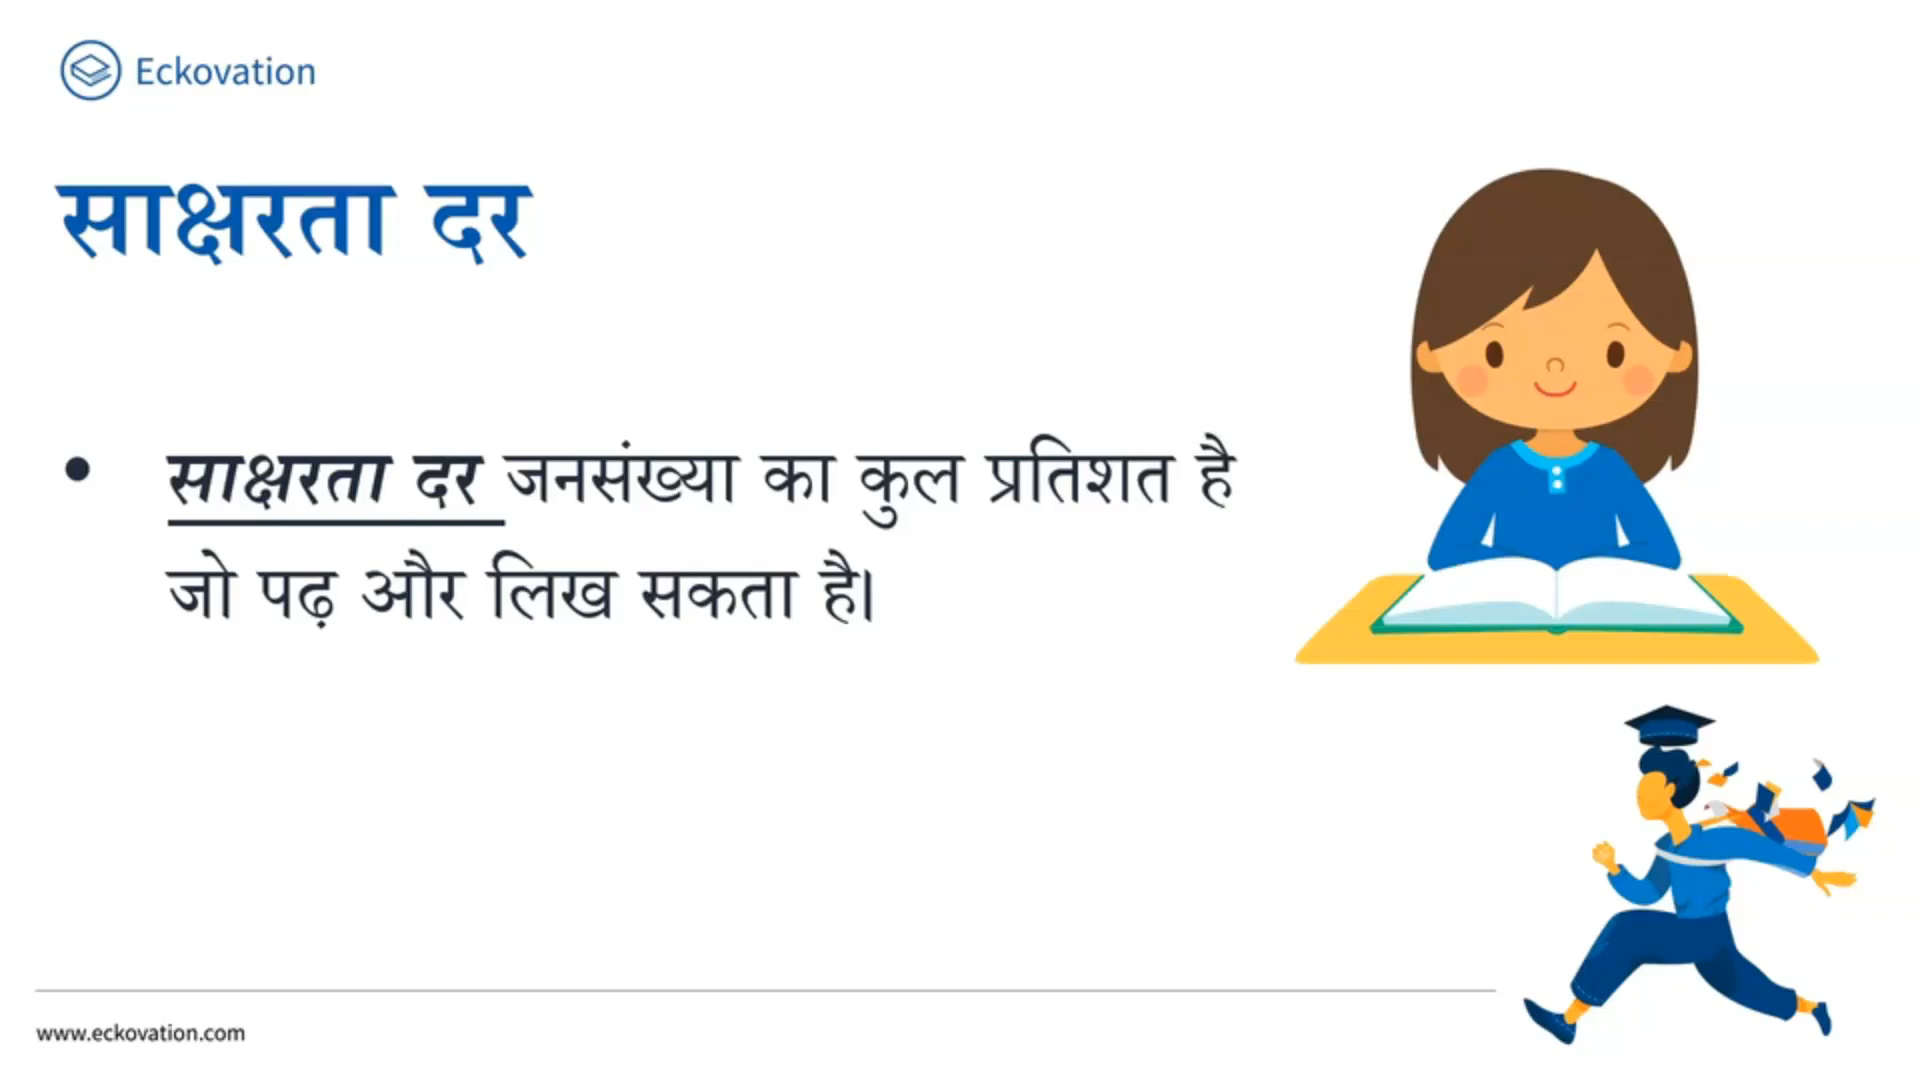 Eckovation
साक्षरता दर
• साक्षरता दर जनसंख्या का कुल प्रतिशत है
जो पढ़ और लिख सकता है।
www.eckovation.com